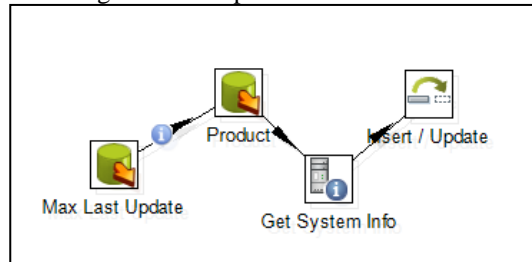 Product
Insert / Update
Max Last Update
Get System Info